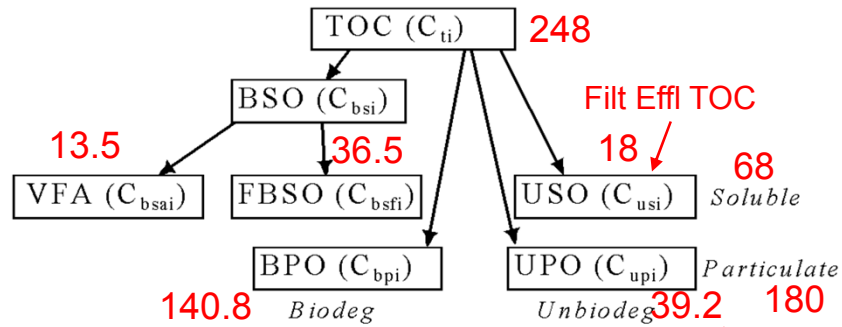 TOC (Cti) 248
BSO (Cbsi)
Filt Effl TOC
13.5 36.5 18 68
VFA (Cbsai) FBSO (Cbsfi) USO (Cusi) Soluble
BPO (Cbpi) UPO (Cupi) Particulate
140.8 Biodeg Unbiodeg 39.2 180